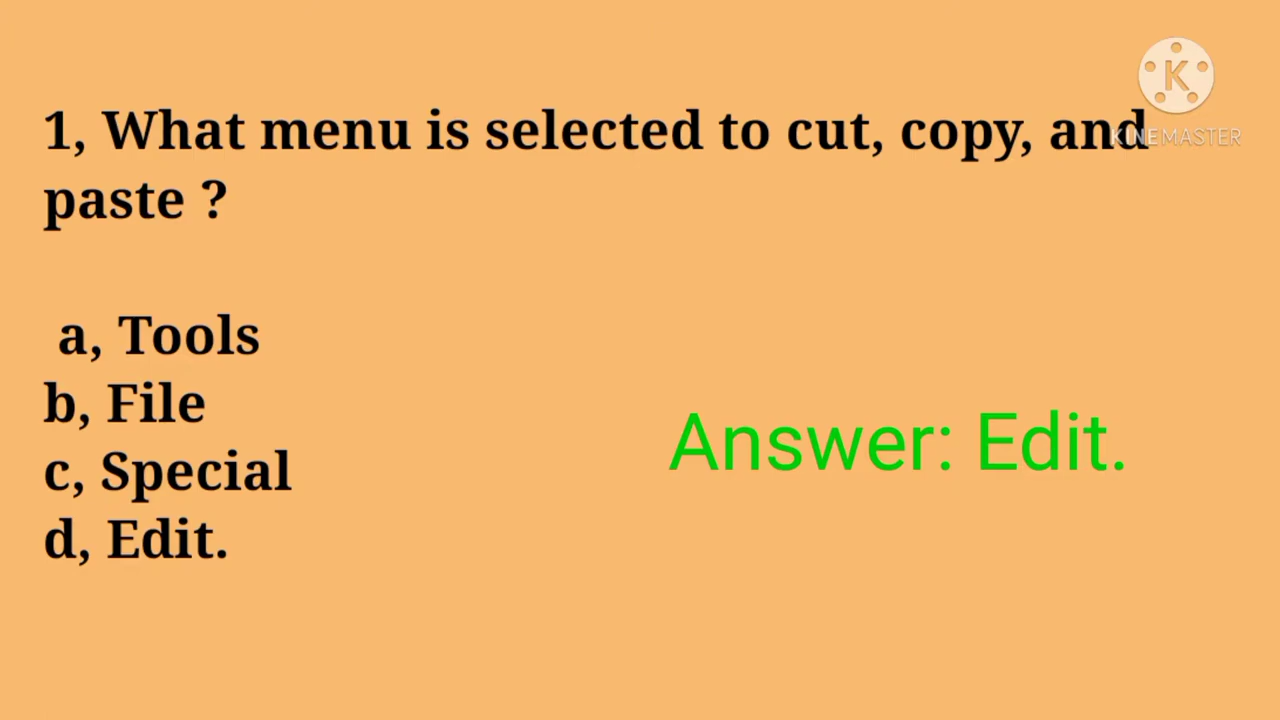 1, What menu is selected to cut, copy, and
paste ?
a, Tools
b, File
c, Special
d, Edit.
Answer: Edit.
K
KINEMASTER